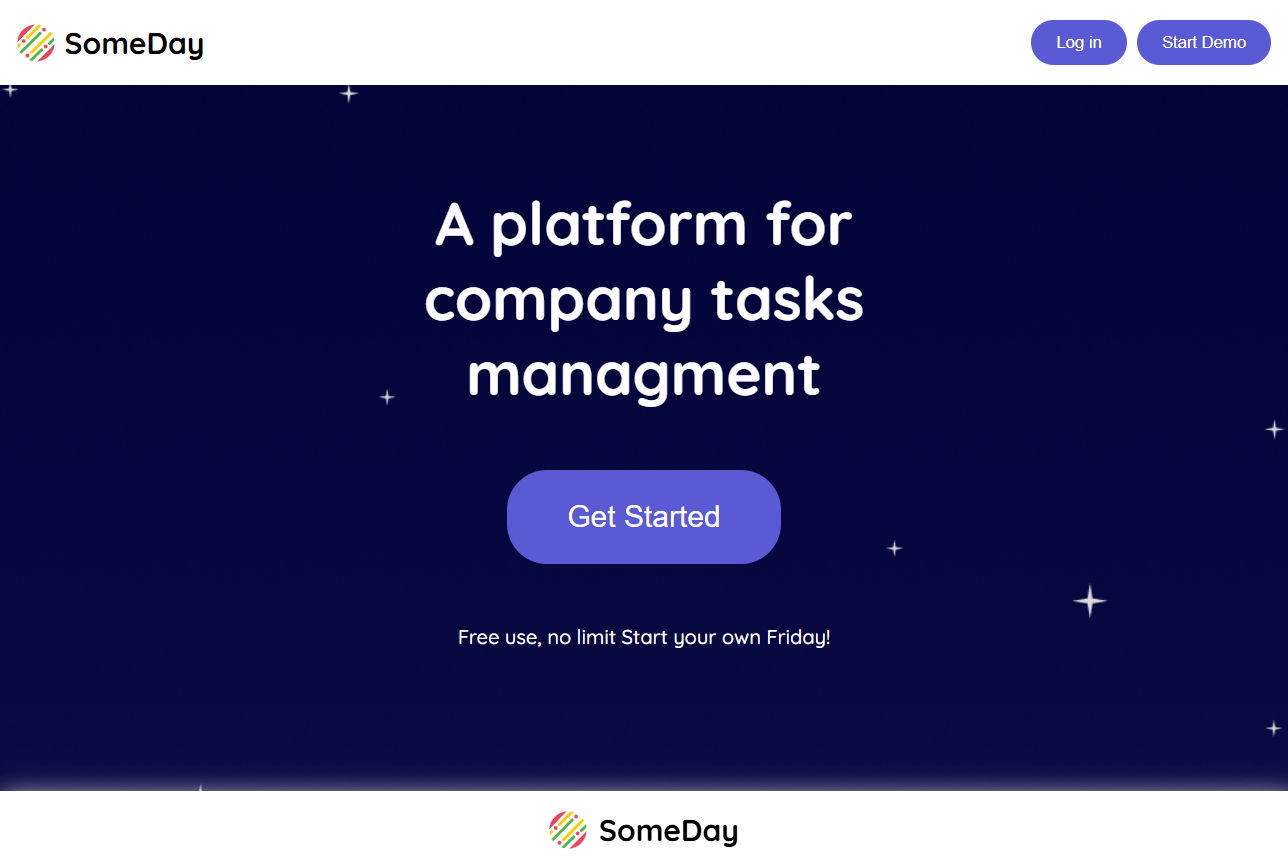 SomeDay
Log in
Start Demo
A platform for
company tasks
managment
Get Started
Free use, no limit Start your own Friday!
SomeDay